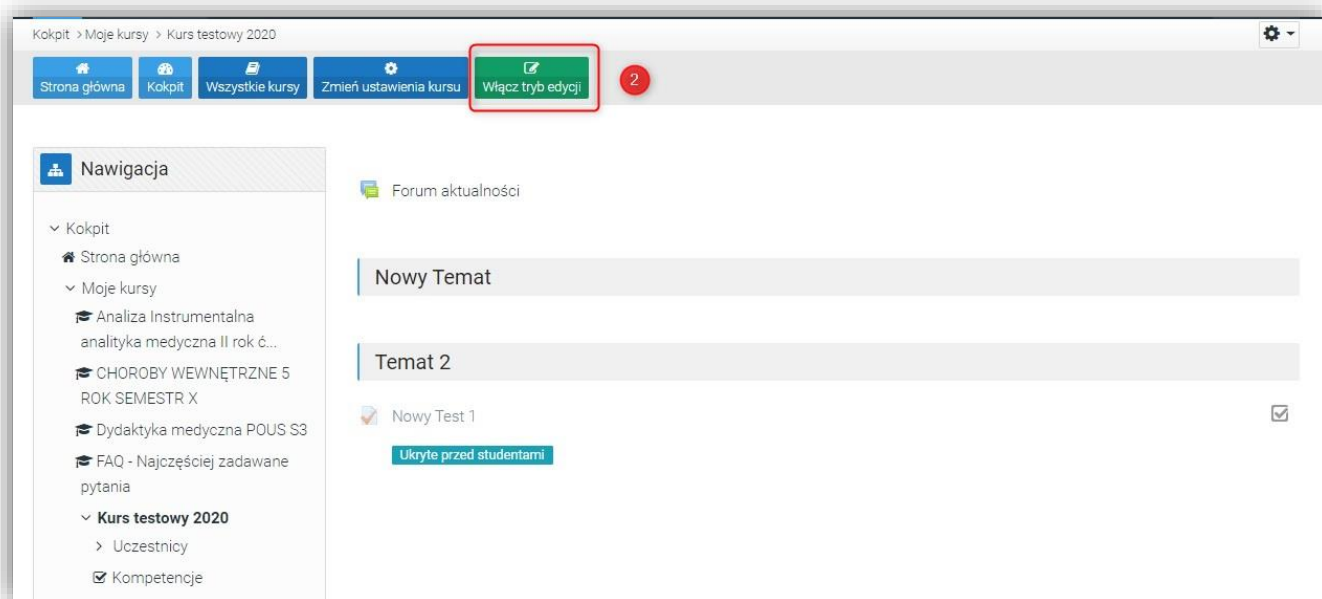 Kokpit > Moje kursy > Kurs testowy 2020
Strona główna
Kokpit
Wszystkie kursy
Zmień ustawienia kursu
Włącz tryb edycji
2
Nawigacja
Kokpit
Strona główna
Moje kursy
Analiza Instrumentalna
analityka medyczna II rok ć...
CHOROBY WEWNĘTRZNE 5
ROK SEMESTR X
Dydaktyka medyczna POUS S3
FAQ - Najczęściej zadawane
pytania
Kurs testowy 2020
Uczestnicy
Kompetencje
Forum aktualności
Nowy Temat
Temat 2
Nowy Test 1
Ukryte przed studentami